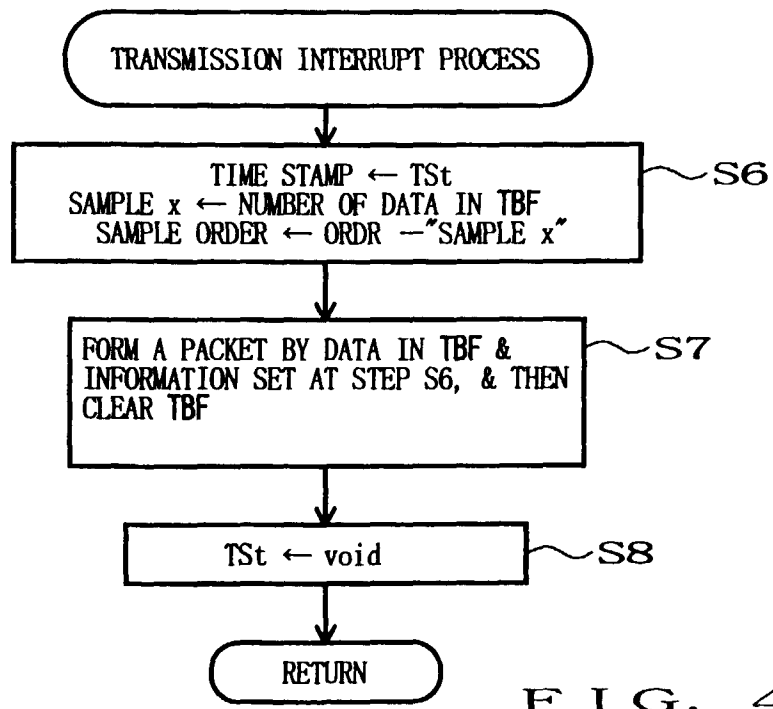 TRANSMISSION INTERRUPT PROCESS
TIME STAMP ← TSt
SAMPLE x ← NUMBER OF DATA IN TBF
SAMPLE ORDER ← ORDR —"SAMPLE x"
S6
FORM A PACKET BY DATA IN TBF &
INFORMATION SET AT STEP S6, & THEN
CLEAR TBF
S7
TSt ← void
S8
RETURN
FIG. 4